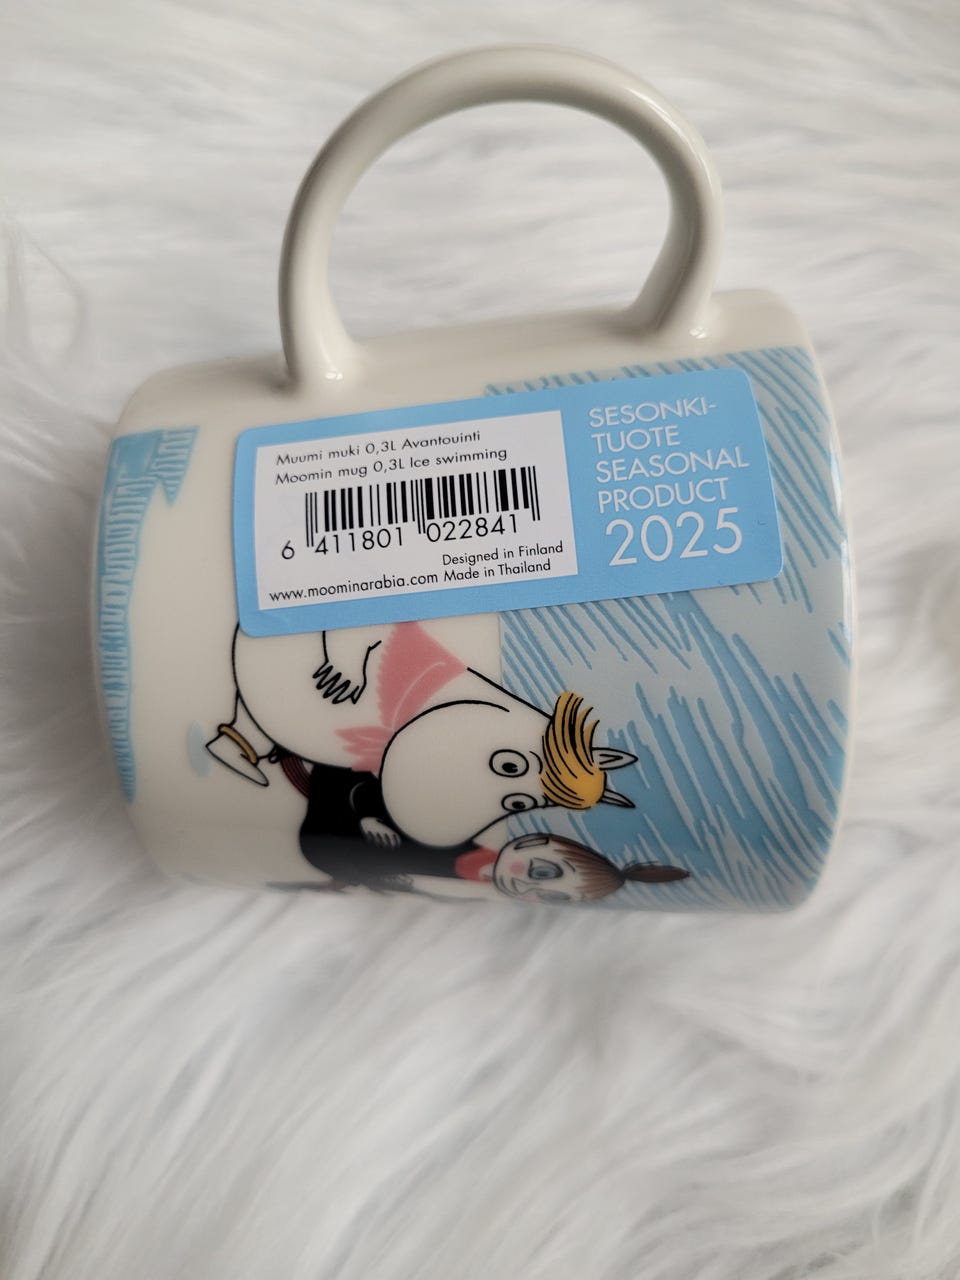 Muumi muki 0,3L Avantouinti
Moomin mug 0,3L Ice swimming
6 411801 022841
Designed in Finland
www.moominarabia.com Made in Thailand
SESONKI-
TUOTE
SEASONAL
PRODUCT
2025